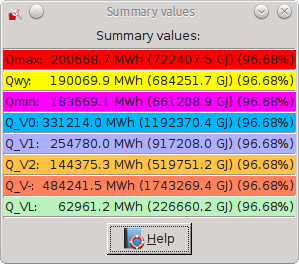 Summary values
Summary values:
Qmax: 200668.7 MWh (722407.5 GJ) (96.68%)
Qwy: 190069.9 MWh (684251.7 GJ) (96.68%)
Qmin: 183669.1 MWh (661208.9 GJ) (96.68%)
Q_V0: 331214.0 MWh (1192370.4 GJ) (96.68%)
Q_V1: 254780.0 MWh (917208.0 GJ) (96.68%)
Q_V2: 144375.3 MWh (519751.2 GJ) (96.68%)
Q_V-: 484241.5 MWh (1743269.4 GJ) (96.68%)
Q_VL: 62961.2 MWh (226660.2 GJ) (96.68%)
Help